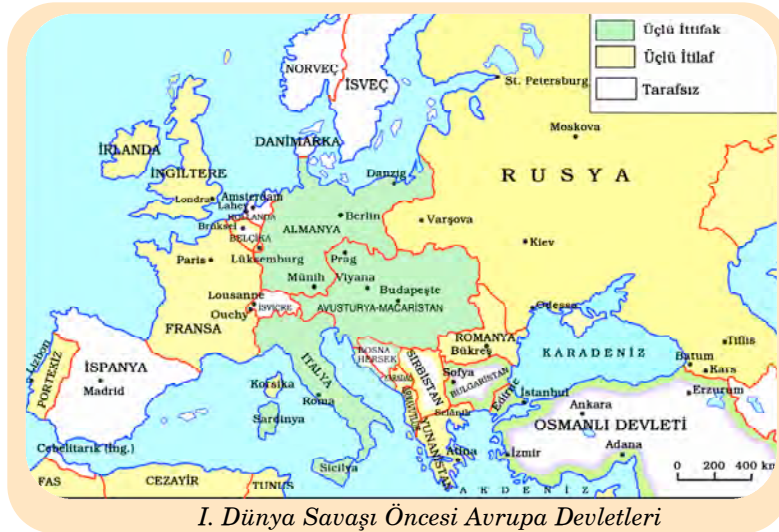 Üçlü İttifak
Üçlü İtilaf
Tarafsız
NORVEÇ
İSVEÇ
St. Petersburg
Moskova
DANİMARKA
RUSYA
İRLANDA
İNGİLTERE
Londra
Amsterdam
Lahey
HOLLANDA
Danzig
Berlin
ALMANYA
Varşova
Brüksel
BELÇİKA
Lüksemburg
Kiev
Paris
Prag
Münih
Viyana
Budapeşte
AVUSTURYA-MACARİSTAN
Lousanne
Ouchy
İSVİÇRE
FRANSA
Odessa
ROMANYA
Bükreş
KARADENİZ
Tiflis
Batum
Kars
Lizbon
PORTEKİZ
İSPANYA
Madrid
Korsika
İTALYA
Roma
Sardinya
Sicilya
BOSNA
HERSEK
SIRBİSTAN
KARADAĞ
Sofya
BULGARİSTAN
Edirne
İstanbul
Selanik
YUNANİSTAN
Atina
Ankara
Erzurum
OSMANLI DEVLETİ
İzmir
Adana
Cebelitarık (ing.)
FAS
CEZAYİR
TUNUS
AKDENİZ
0 200 400 km
I. Dünya Savaşı Öncesi Avrupa Devletleri